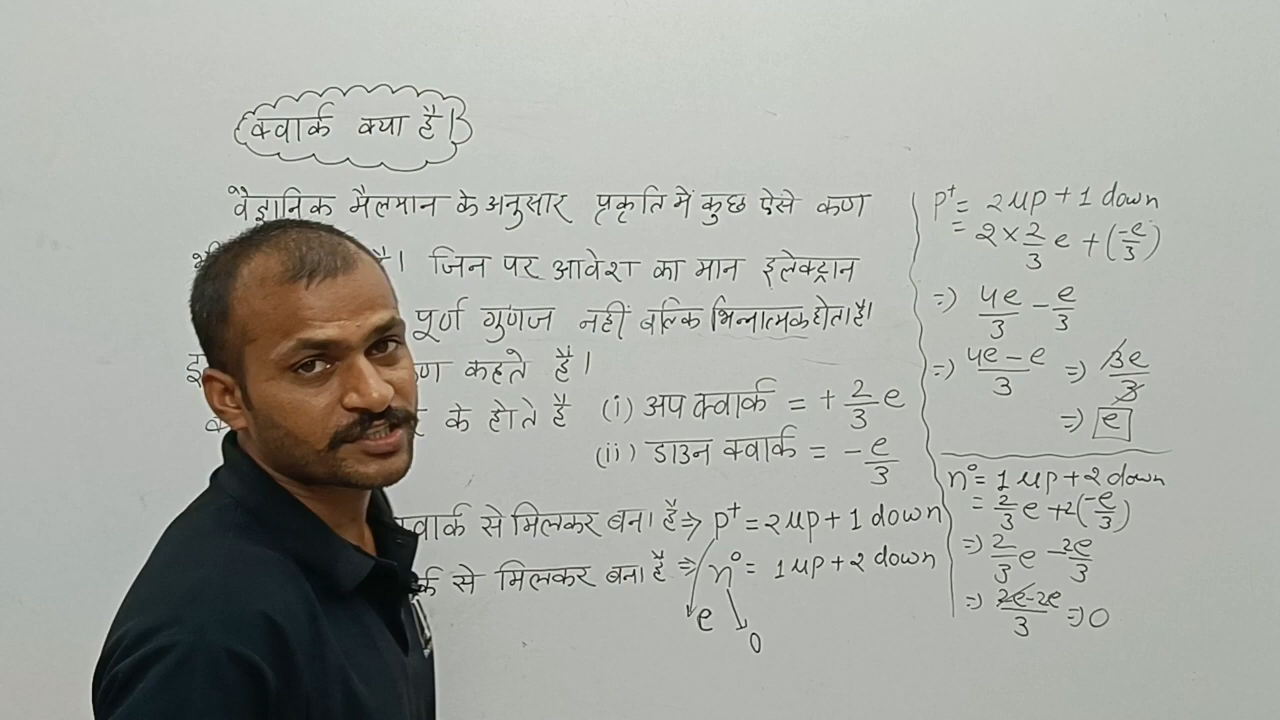 क्वार्क क्या है।
वैज्ञानिक मैलमान के अनुसार प्रकृति में कुछ ऐसे कण
है। जिन पर आवेश का मान इलेक्ट्रान
पूर्ण गुणज नहीं बल्कि भिन्नात्मक होता है।
कहते है।
के होते है (i) अप क्वार्क = + 2/3 e
(ii) डाउन क्वार्क = - e/3
क्वार्क से मिलकर बना है ⇒ p⁺ = 2 up + 1 down
से मिलकर बना है ⇒ n⁰ = 1 up + 2 down
e 0
p⁺ = 2 up + 1 down
= 2 × 2/3 e + (-e/3)
=) 4e/3 - e/3
=) 4e-e/3 =) 3e/3
=) e
n⁰ = 1 up + 2 down
= 2/3 e + 2(-e/3)
=) 2/3 e - 2e/3
=) 2e-2e/3 =) 0